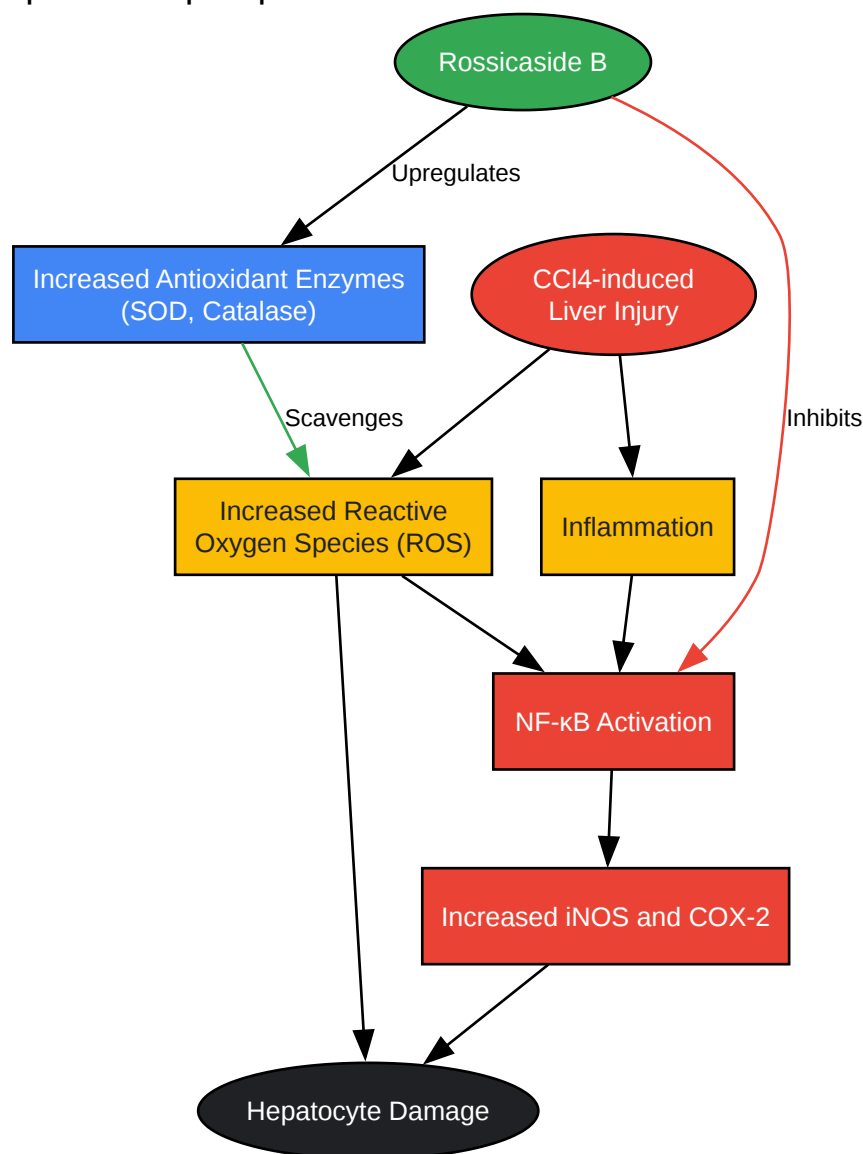 Rossicaside B
Upregulates
Increased Antioxidant Enzymes
(SOD, Catalase)
CCl4-induced
Liver Injury
Scavenges
Inhibits
Increased Reactive
Oxygen Species (ROS)
Inflammation
NF-κB Activation
Increased iNOS and COX-2
Hepatocyte Damage